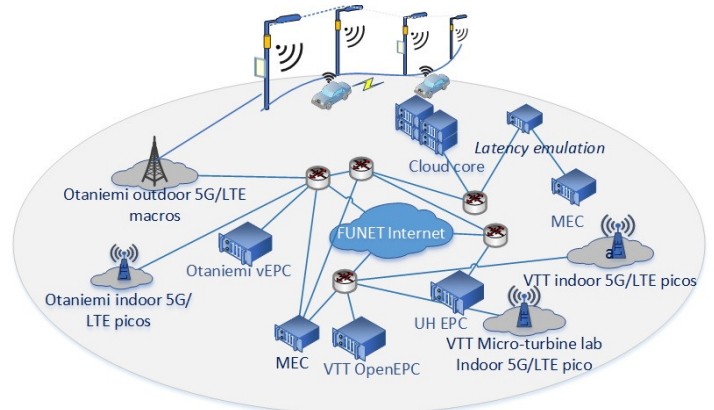 Cloud core
Latency emulation
Otaniemi outdoor 5G/LTE
macros
MEC
FUNET Internet
Otaniemi vEPC
a
VTT indoor 5G/LTE picos
Otaniemi indoor 5G/
LTE picos
UH EPC
MEC
VTT OpenEPC
VTT Micro-turbine lab
Indoor 5G/LTE pico